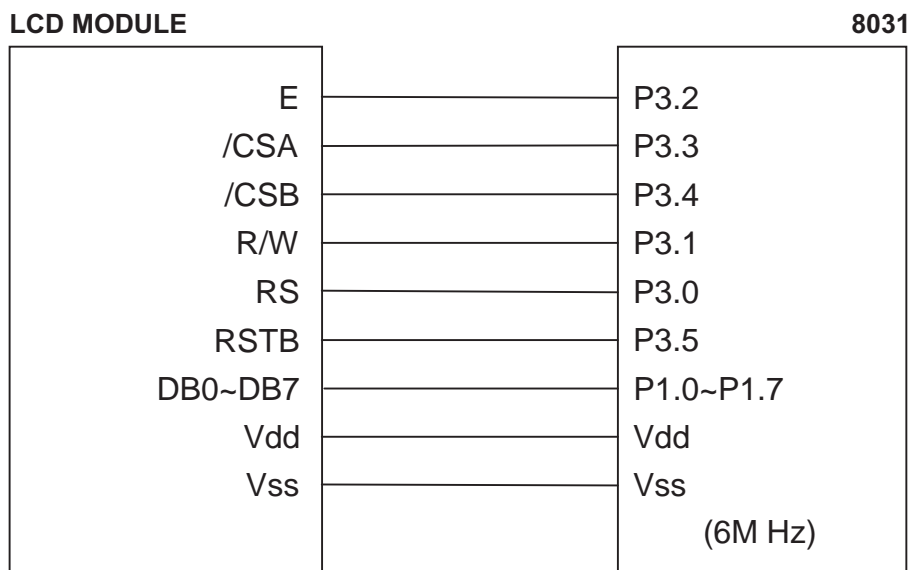 LCD MODULE 8031
E P3.2
/CSA P3.3
/CSB P3.4
R/W P3.1
RS P3.0
RSTB P3.5
DB0~DB7 P1.0~P1.7
Vdd Vdd
Vss Vss
(6M Hz)